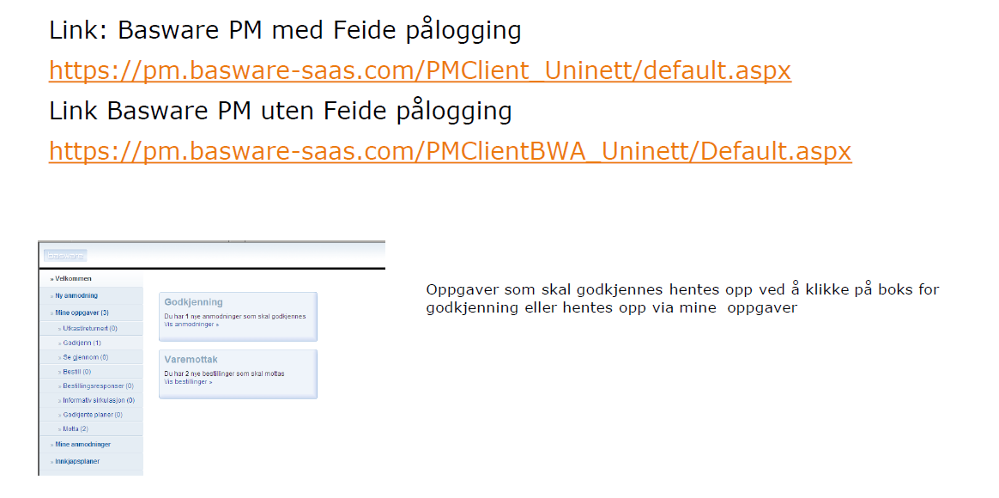 Link: Basware PM med Feide pålogging
https://pm.basware-saas.com/PMClient_Uninett/default.aspx
Link Basware PM uten Feide pålogging
https://pm.basware-saas.com/PMClientBWA_Uninett/Default.aspx
basware
» Velkommen
» Ny anmodning
» Mine oppgaver (3)
» Utkast/returnert (0)
» Godkjenn (1)
» Se gjennom (0)
» Bestill (0)
» Bestillingsresponser (0)
» Informativ sirkulasjon (0)
» Godkjente planer (0)
» Motta (2)
» Mine anmodninger
» Innkjøpsplaner
Godkjenning
Du har 1 nye anmodninger som skal godkjennes
Vis anmodninger »
Varemottak
Du har 2 nye bestillinger som skal mottas
Vis bestillinger »
Oppgaver som skal godkjennes hentes opp ved å klikke på boks for
godkjenning eller hentes opp via mine oppgaver